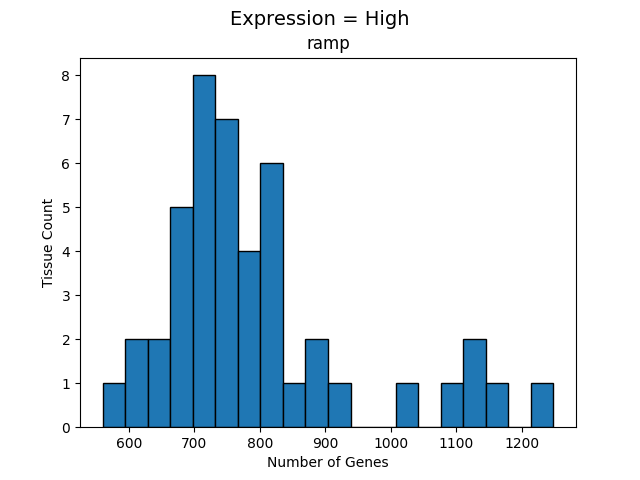 Expression = High
ramp
8
7
6
5
4
3
2
1
0
Tissue Count
600 700 800 900 1000 1100 1200
Number of Genes